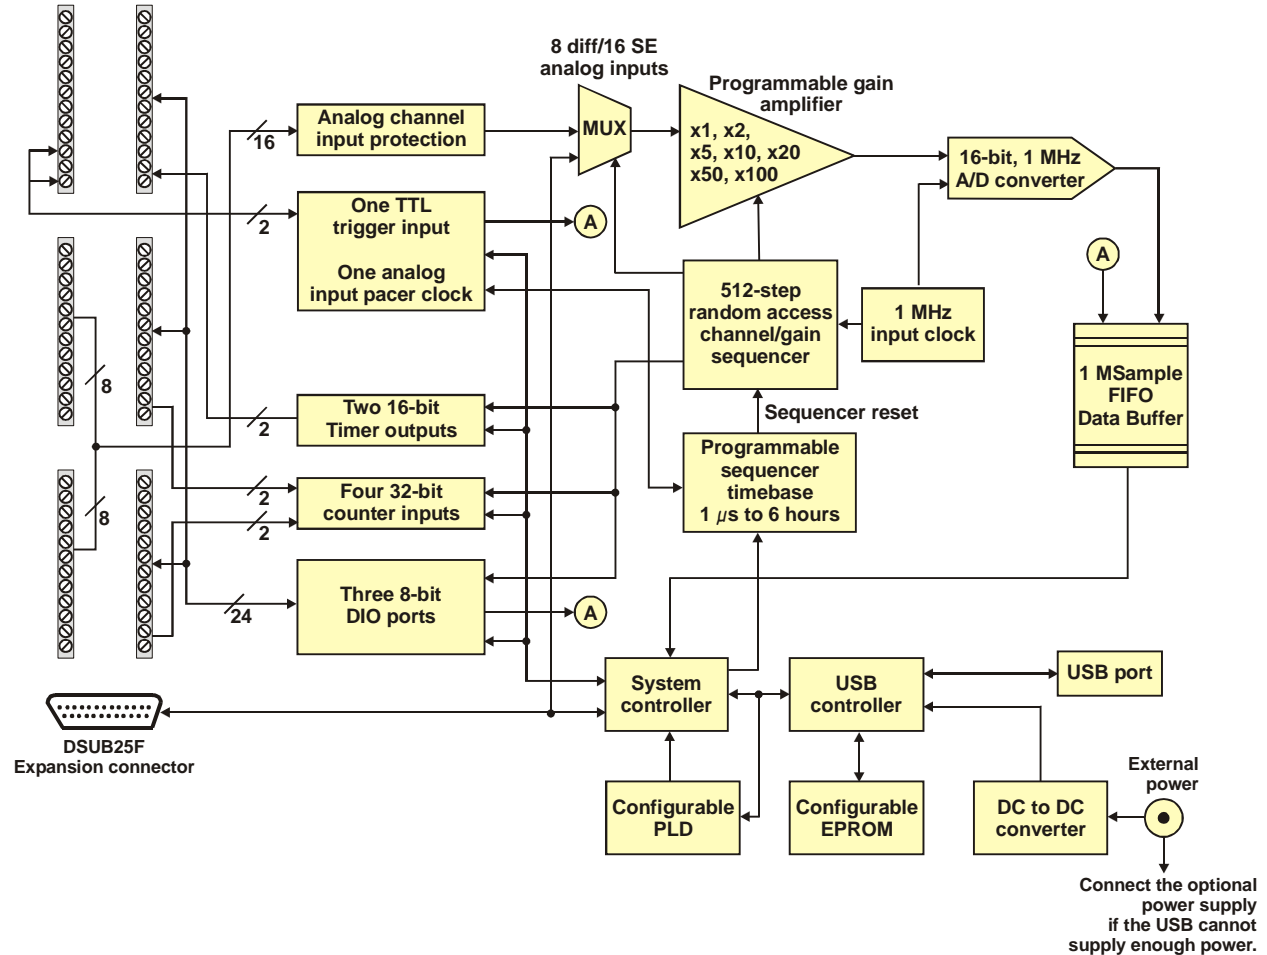 8 diff/16 SE
analog inputs
Programmable gain
amplifier
Analog channel
input protection
16
MUX
x1, x2,
x5, x10, x20
x50, x100
16-bit, 1 MHz
A/D converter
One TTL
trigger input
One analog
input pacer clock
2
A
A
512-step
random access
channel/gain
sequencer
1 MHz
input clock
1 MSample
FIFO
Data Buffer
8
Two 16-bit
Timer outputs
2
Sequencer reset
Programmable
sequencer
timebase
1 µs to 6 hours
8
Four 32-bit
counter inputs
2
2
Three 8-bit
DIO ports
24
A
System
controller
USB
controller
USB port
DSUB25F
Expansion connector
Configurable
PLD
Configurable
EPROM
DC to DC
converter
External
power
Connect the optional
power supply
if the USB cannot
supply enough power.